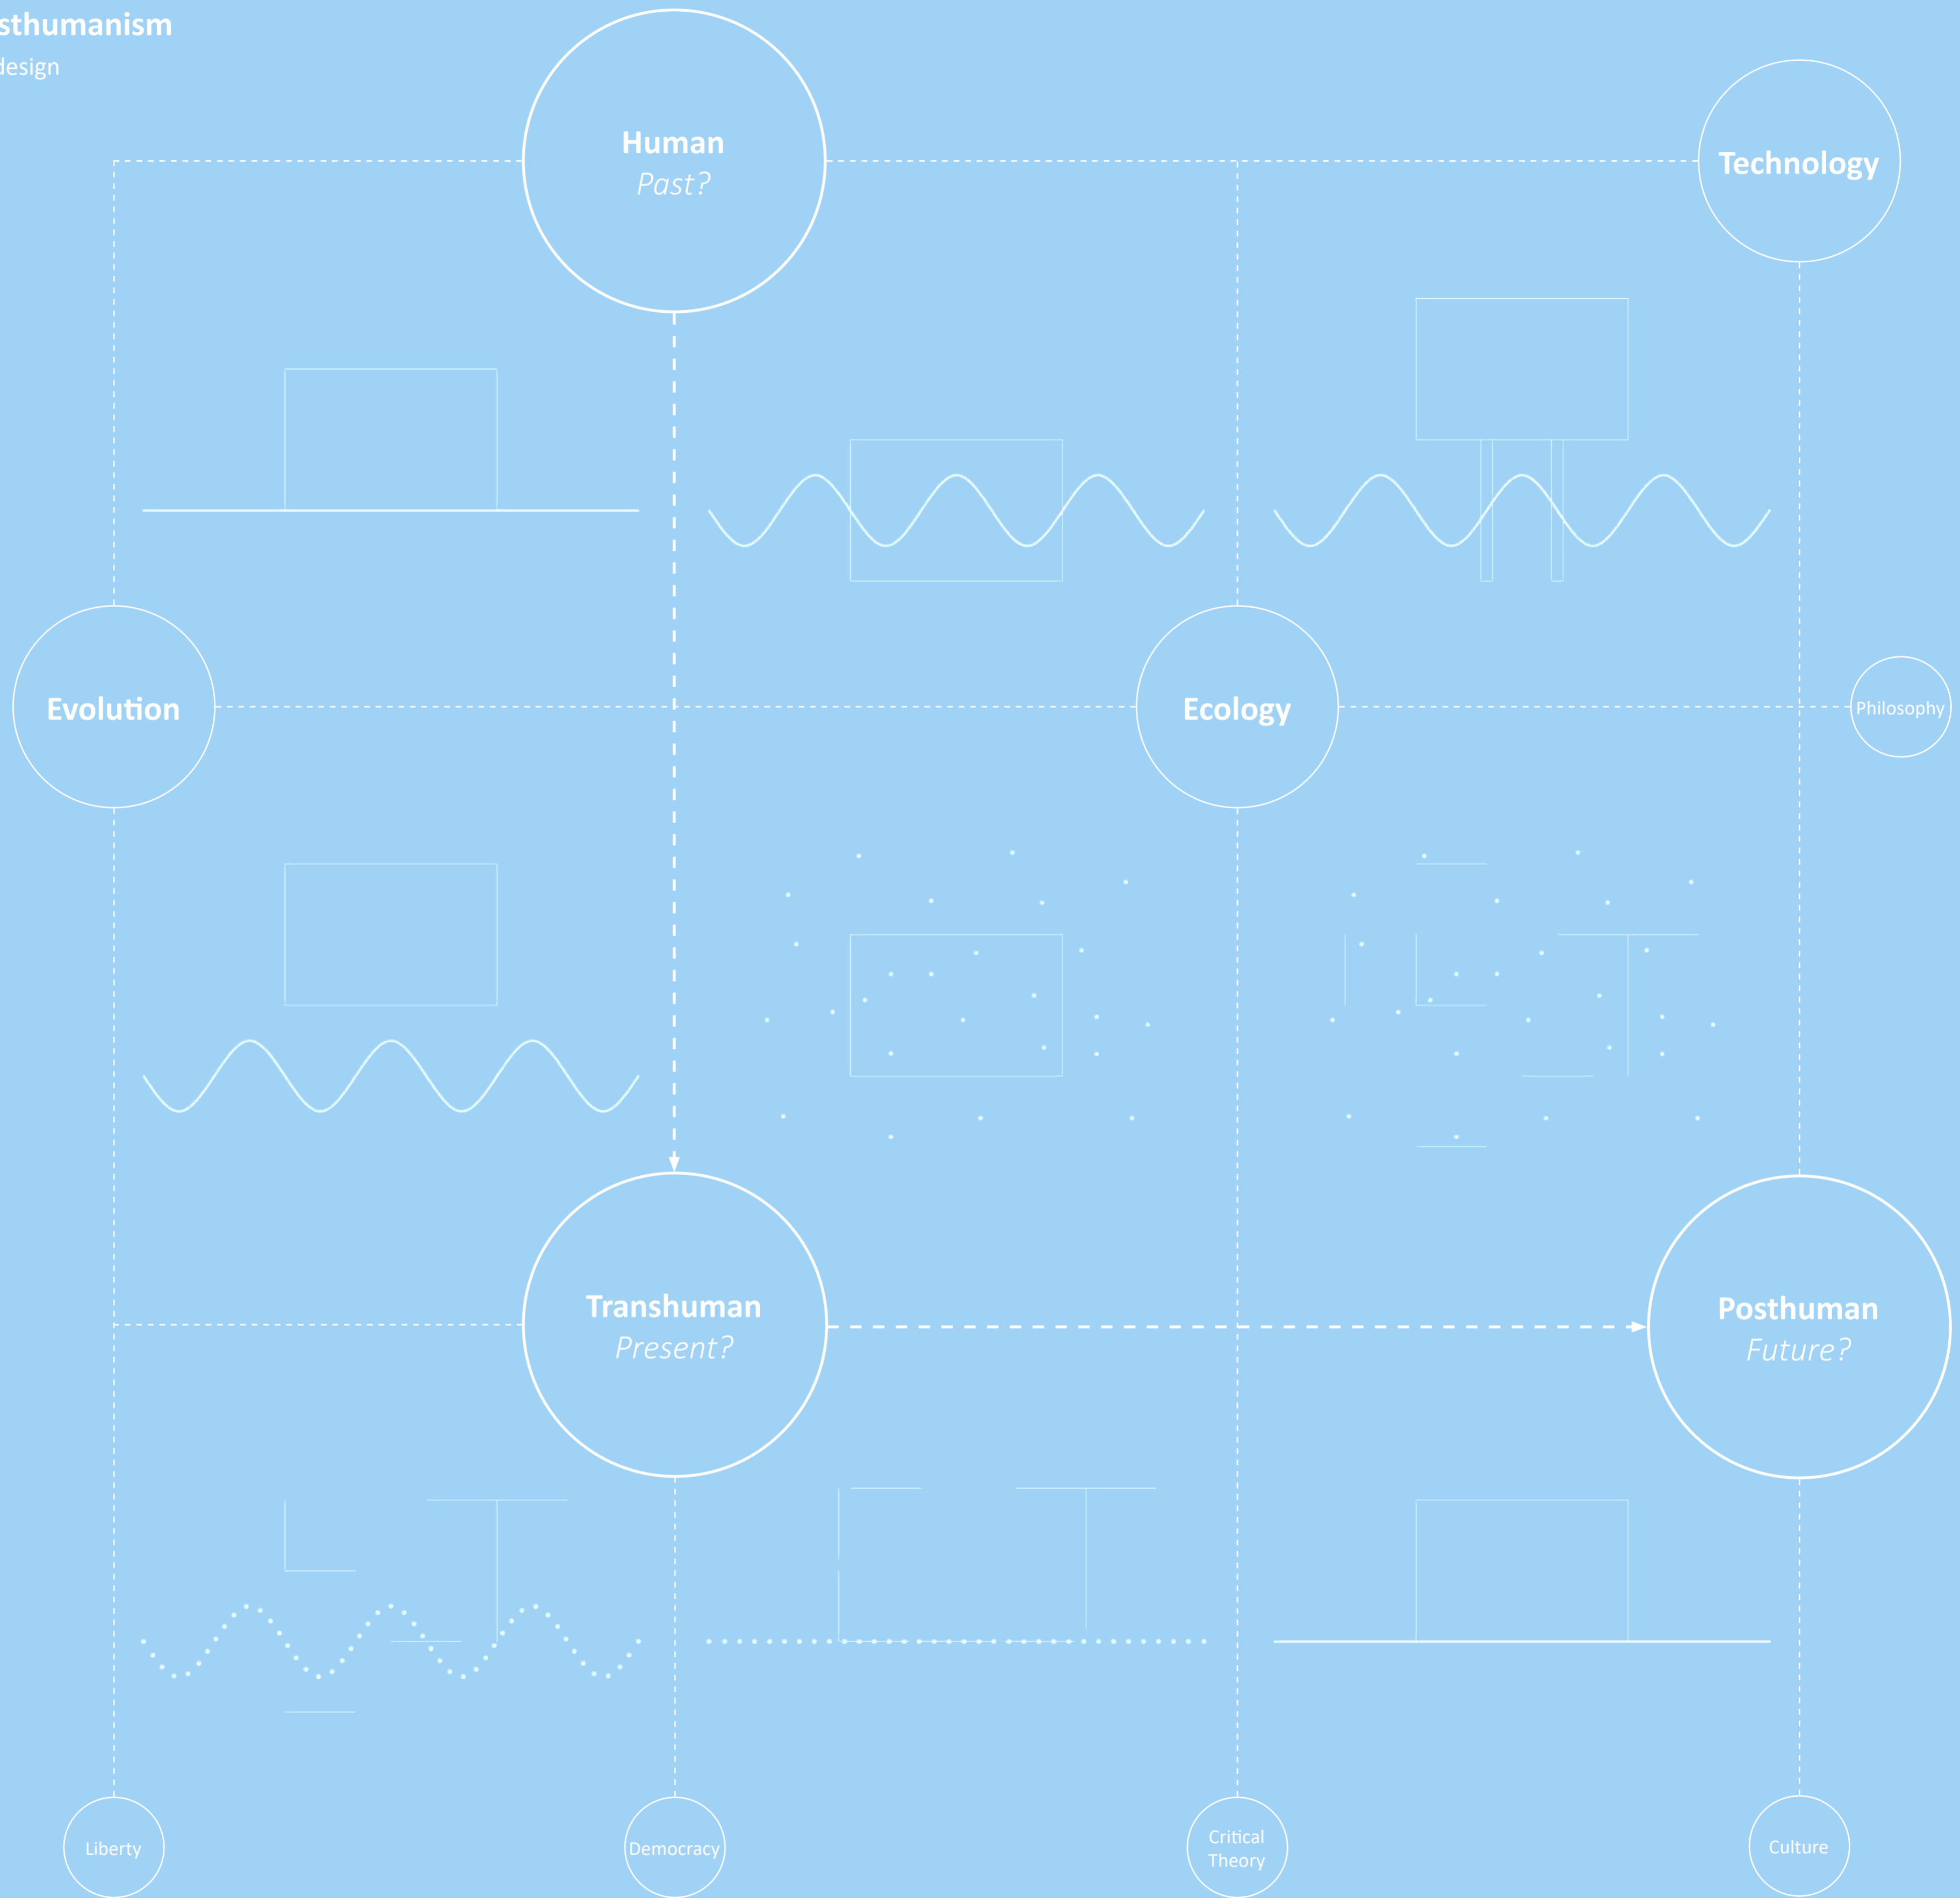 sthumanism
design
Human
Past?
Technology
Evolution
Ecology
Philosophy
Transhuman
Present?
Posthuman
Future?
Liberty
Democracy
Critical
Theory
Culture